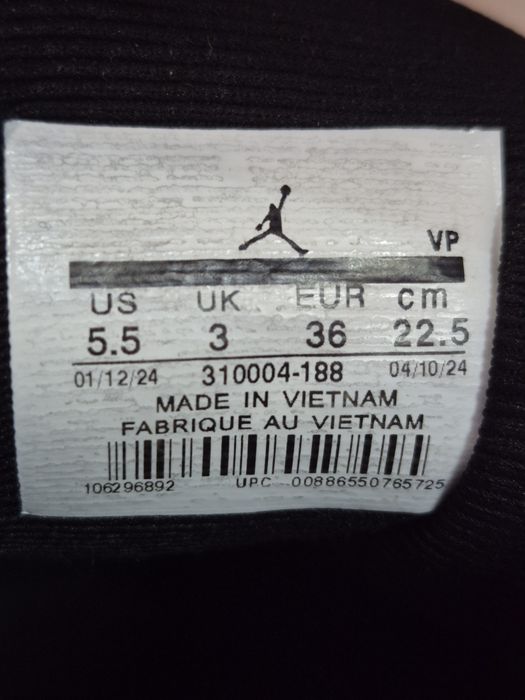 VP
US UK EUR cm
5.5 3 36 22.5
01/12/24 310004-188 04/10/24
MADE IN VIETNAM
FABRIQUE AU VIETNAM
106296892 UPC 00886550765725